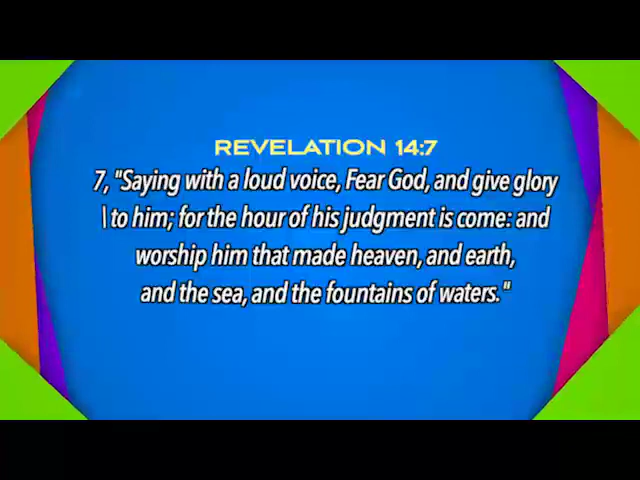 REVELATION 14:7
7, "Saying with a loud voice, Fear God, and give glory
\to him; for the hour of his judgment is come: and
worship him that made heaven, and earth,
and the sea, and the fountains of waters."